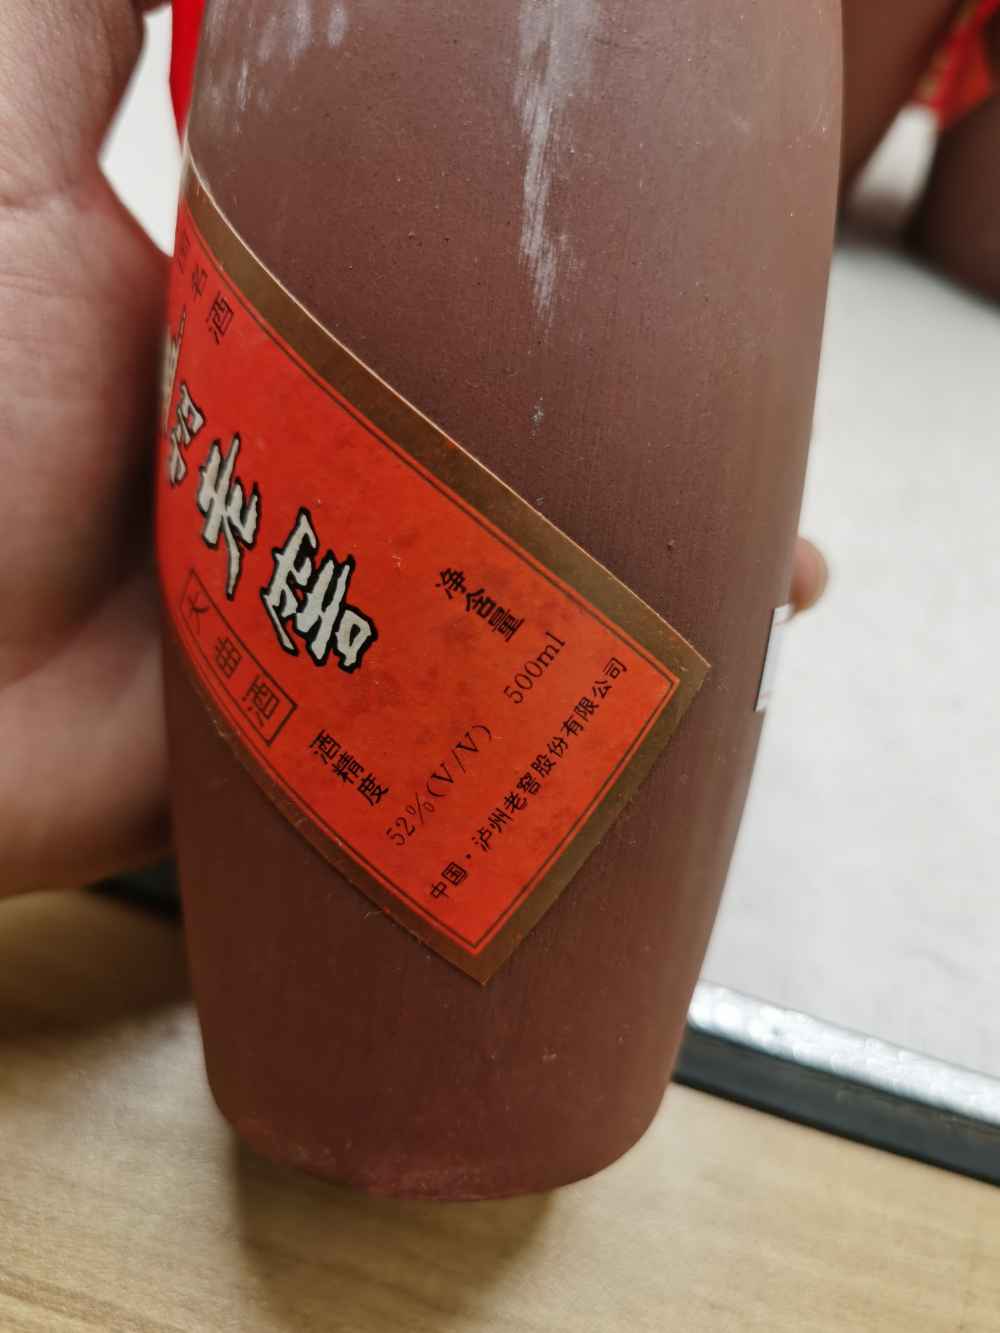 名酒
老窖
大曲酒
净含量 500ml
酒精度 52%(V/V)
中国·泸州老窖股份有限公司